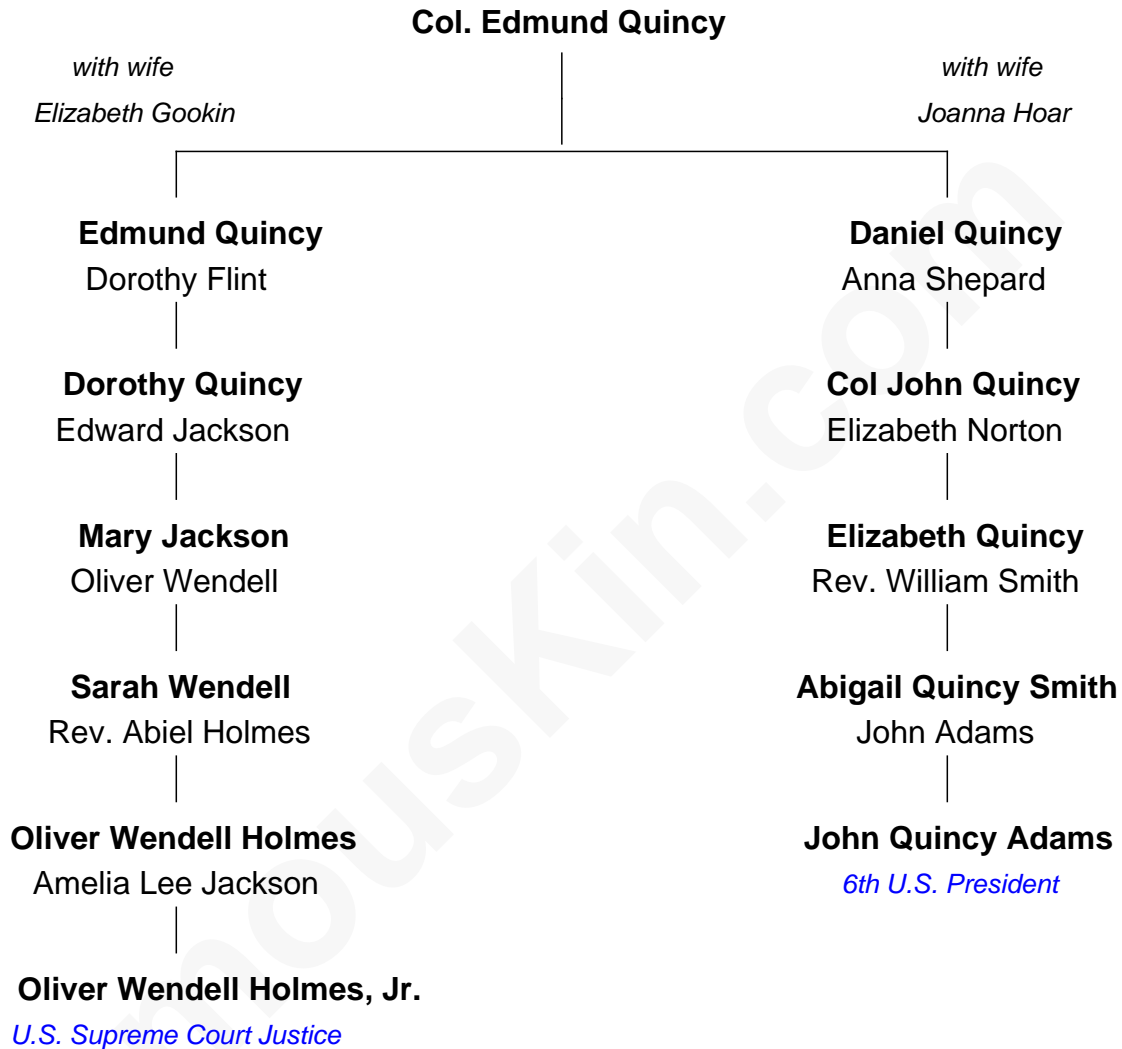 Col. Edmund Quincy
with wife
Elizabeth Gookin
with wife
Joanna Hoar
Edmund Quincy
Dorothy Flint
Daniel Quincy
Anna Shepard
Dorothy Quincy
Edward Jackson
Col John Quincy
Elizabeth Norton
Mary Jackson
Oliver Wendell
Elizabeth Quincy
Rev. William Smith
Sarah Wendell
Rev. Abiel Holmes
Abigail Quincy Smith
John Adams
Oliver Wendell Holmes
Amelia Lee Jackson
John Quincy Adams
6th U.S. President
Oliver Wendell Holmes, Jr.
U.S. Supreme Court Justice
mousKin.com